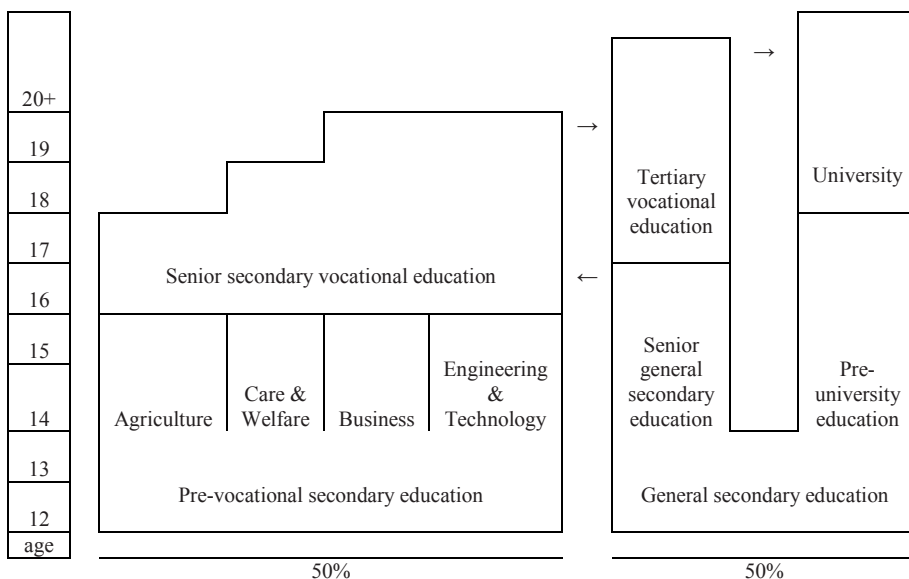 20+
19
18
17
16
15
14
13
12
age
Senior secondary vocational education
Agriculture
Care &
Welfare
Business
Engineering
&
Technology
Pre-vocational secondary education
50%
→
←
Tertiary
vocational
education
Senior
general
secondary
education
→
University
Pre-
university
education
General secondary education
50%